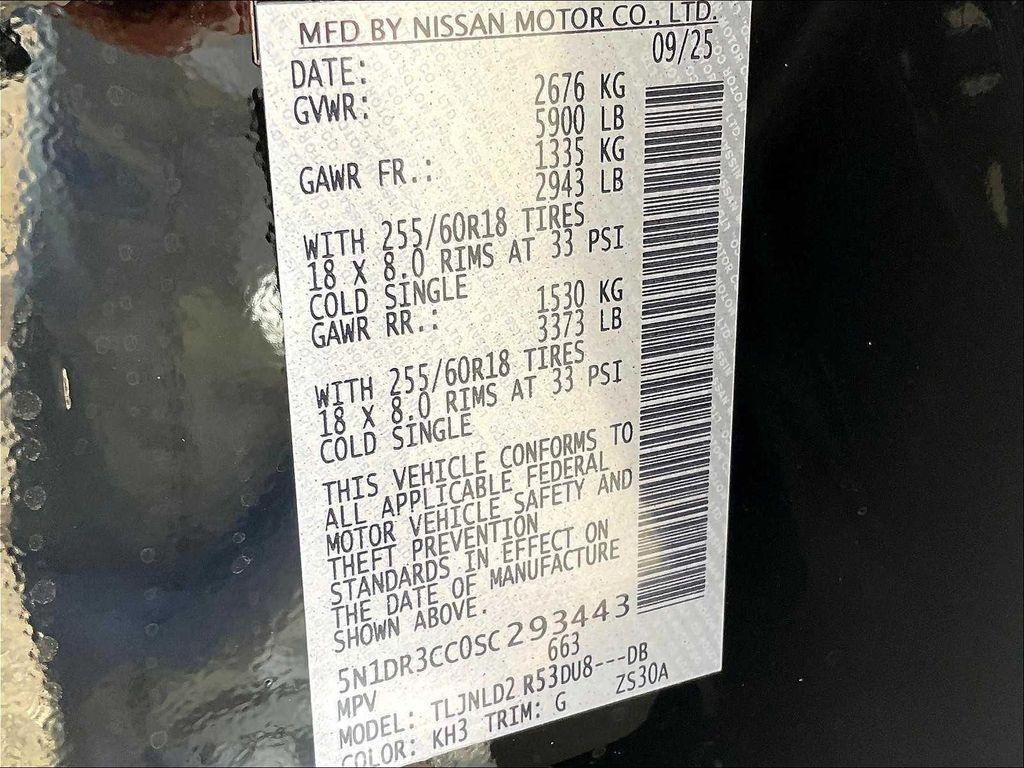 MFD BY NISSAN MOTOR CO., LTD.
DATE: 09/25
GVWR: 2676 KG
5900 LB
GAWR FR.: 1335 KG
2943 LB
WITH 255/60R18 TIRES
18 X 8.0 RIMS AT 33 PSI
COLD SINGLE
GAWR RR.: 1530 KG
3373 LB
WITH 255/60R18 TIRES
18 X 8.0 RIMS AT 33 PSI
COLD SINGLE
THIS VEHICLE CONFORMS TO
ALL APPLICABLE FEDERAL
MOTOR VEHICLE SAFETY AND
THEFT PREVENTION
STANDARDS IN EFFECT ON
THE DATE OF MANUFACTURE
SHOWN ABOVE.
5N1DR3CC0SC293443
MPV 663
MODEL: TLJNLD2 R53DU8---DB
COLOR: KH3 TRIM: G ZS30A